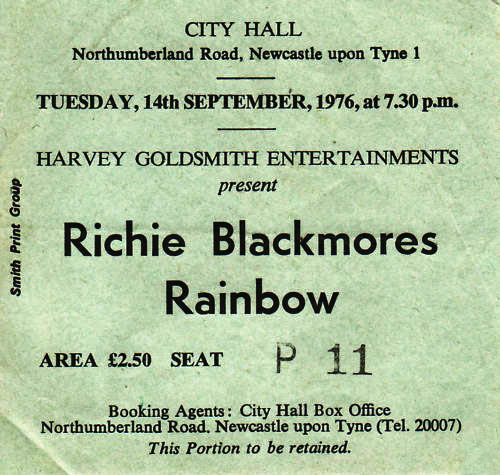 CITY HALL
Northumberland Road, Newcastle upon Tyne 1
TUESDAY, 14th SEPTEMBER, 1976, at 7.30 p.m.
HARVEY GOLDSMITH ENTERTAINMENTS
present
Richie Blackmores
Rainbow
AREA £2.50 SEAT P 11
Booking Agents: City Hall Box Office
Northumberland Road, Newcastle upon Tyne (Tel. 20007)
This Portion to be retained.
Smith Print Group